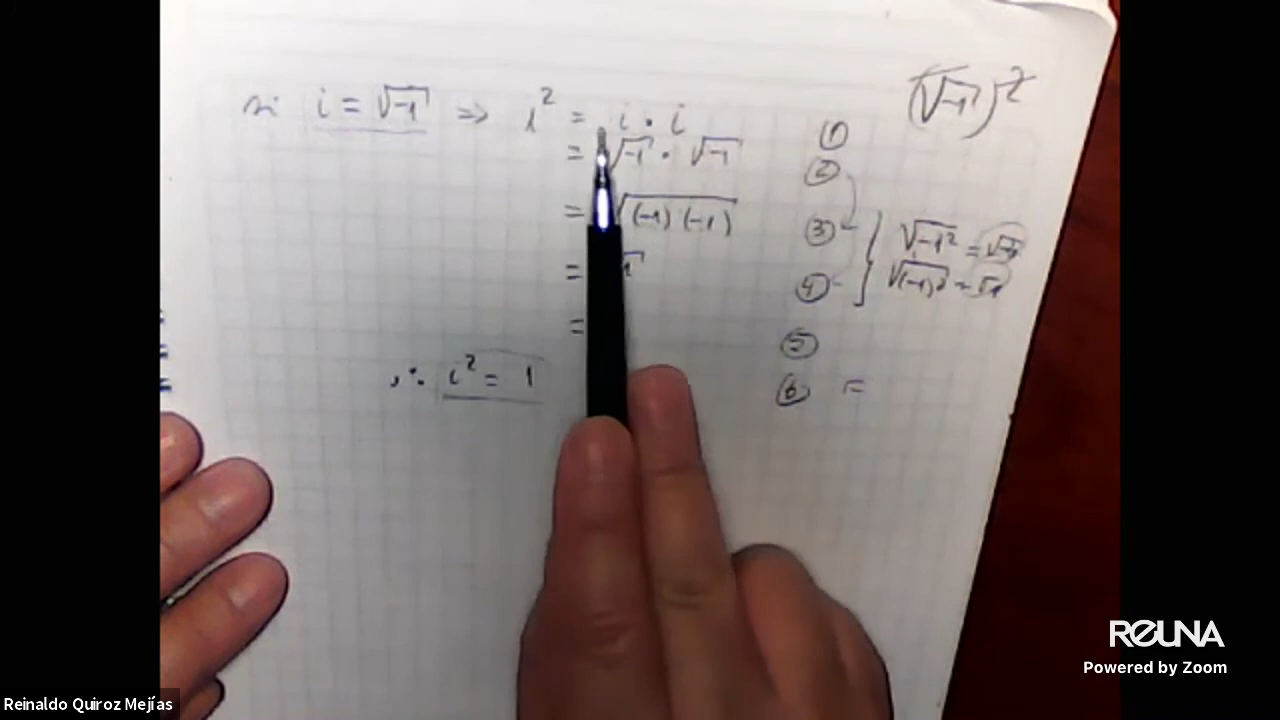 si i = √-1 ⇒ i² = i · i ①
= √-1 · √-1 ②
= √(-1)(-1) ③
= ④
= ⑤
∴ i² = 1 ⑥ =
(√-1)²
√-1² = √-1
√(-1)² = √1
REUNA
Powered by Zoom
Reinaldo Quiroz Mejías